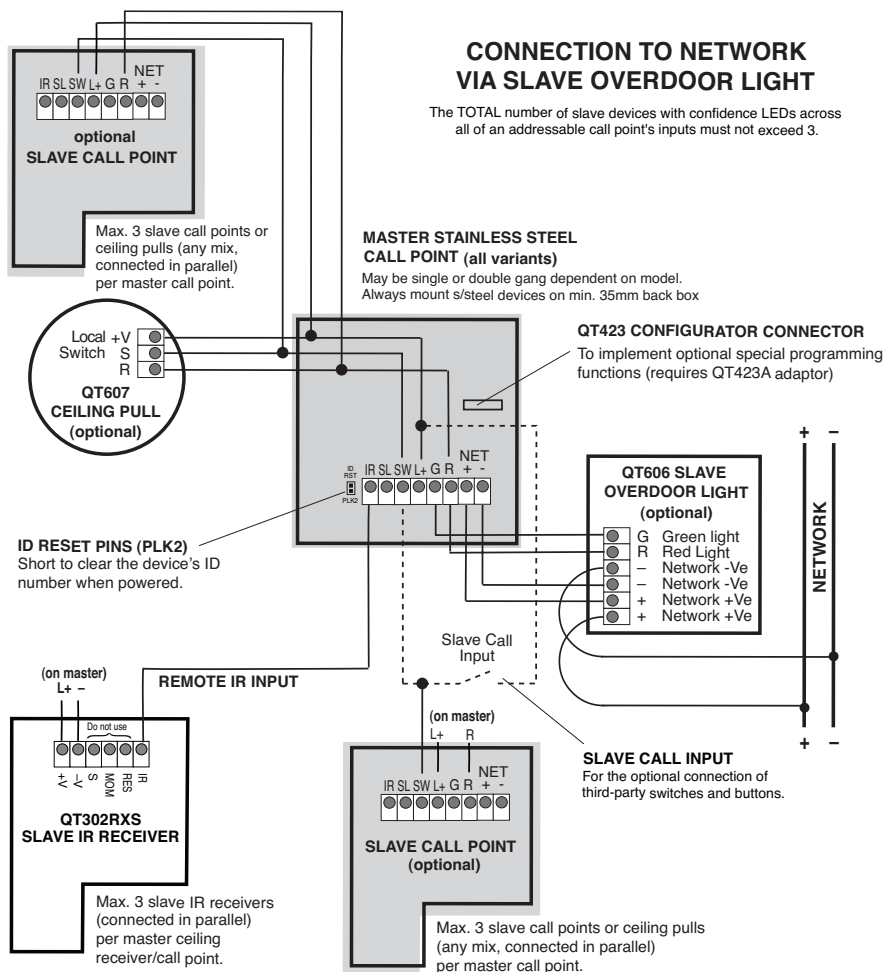 CONNECTION TO NETWORK
VIA SLAVE OVERDOOR LIGHT
The TOTAL number of slave devices with confidence LEDs across
all of an addressable call point's inputs must not exceed 3.
NET
IR SL SW L+ G R + -
optional
SLAVE CALL POINT
Max. 3 slave call points or
ceiling pulls (any mix,
connected in parallel)
per master call point.
MASTER STAINLESS STEEL
CALL POINT (all variants)
May be single or double gang dependent on model.
Always mount s/steel devices on min. 35mm back box
Local +V
Switch S
R
QT607
CEILING PULL
(optional)
QT423 CONFIGURATOR CONNECTOR
To implement optional special programming
functions (requires QT423A adaptor)
ID
RST
PLK2
NET
IR SL SW L+ G R + -
ID RESET PINS (PLK2)
Short to clear the device's ID
number when powered.
QT606 SLAVE
OVERDOOR LIGHT
(optional)
G Green light
R Red Light
– Network -Ve
– Network -Ve
+ Network +Ve
+ Network +Ve
+ –
NETWORK
+ –
Slave Call
Input
REMOTE IR INPUT
(on master)
L+ –
Do not use
+V
–V
S
MOM
RES
IR
QT302RXS
SLAVE IR RECEIVER
Max. 3 slave IR receivers
(connected in parallel)
per master ceiling
receiver/call point.
(on master)
L+ R
NET
IR SL SW L+ G R + -
SLAVE CALL POINT
(optional)
Max. 3 slave call points or ceiling pulls
(any mix, connected in parallel)
per master call point.
SLAVE CALL INPUT
For the optional connection of
third-party switches and buttons.